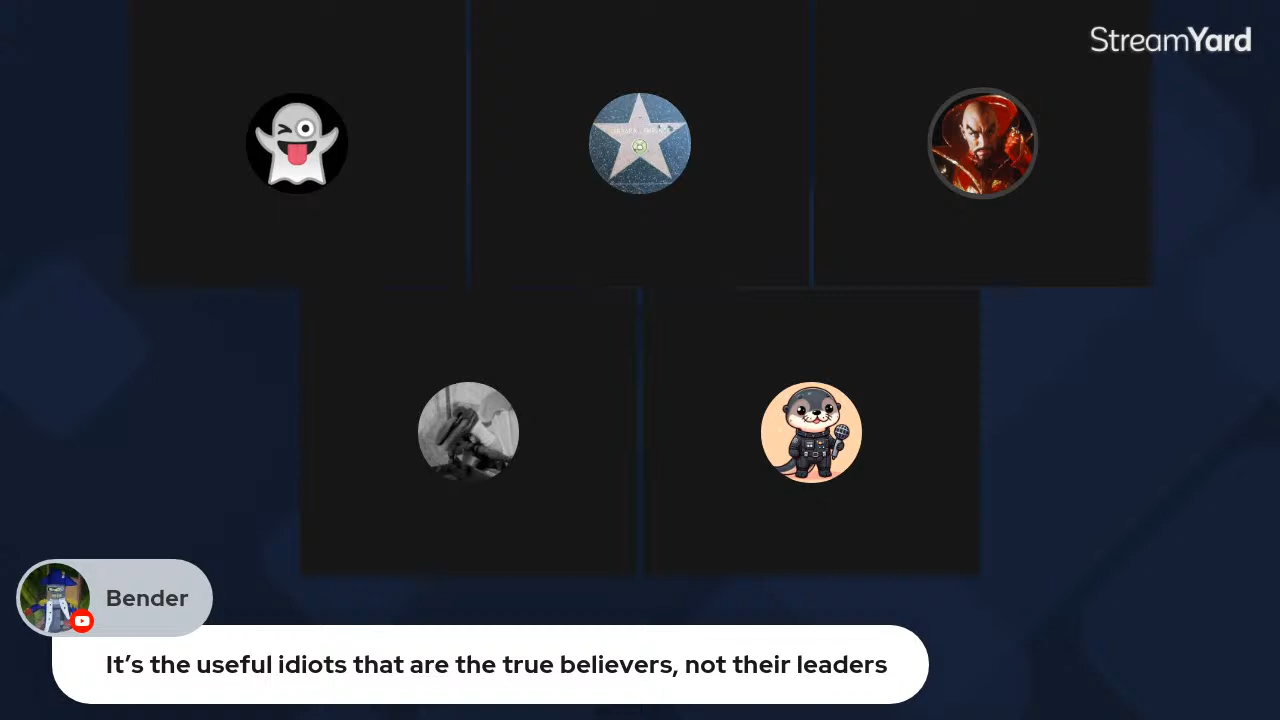 StreamYard
Bender
It’s the useful idiots that are the true believers, not their leaders